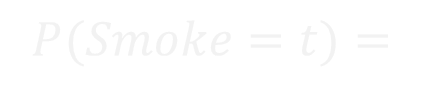 P(Smoke = t) =